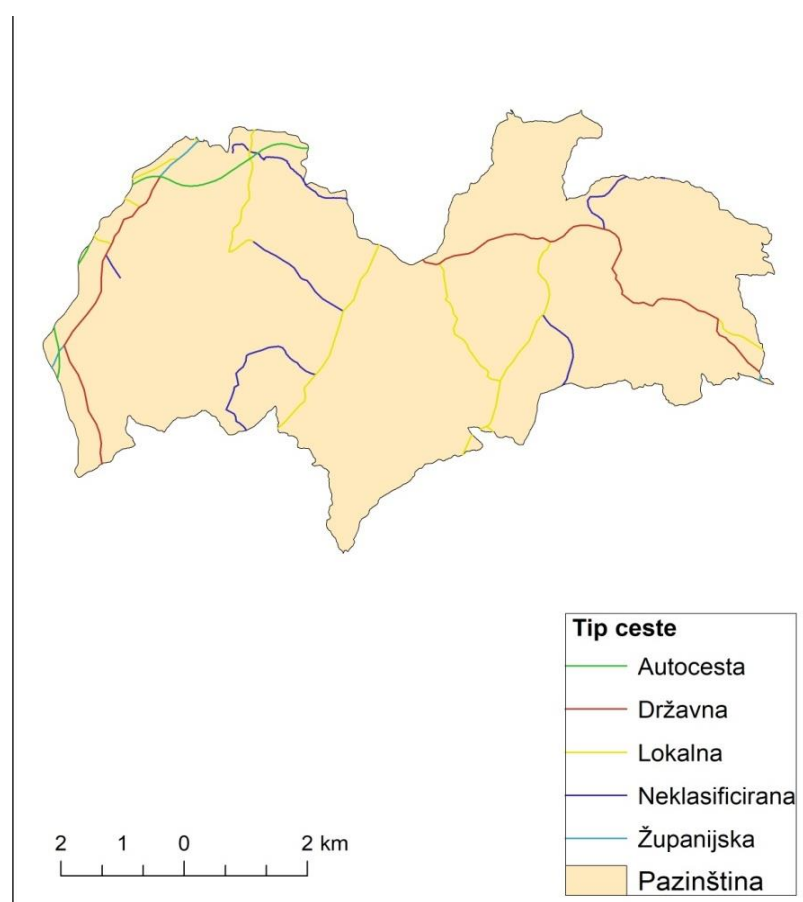 Tip ceste
Autocesta
Državna
Lokalna
Neklasificirana
Županijska
Pazinština
2 1 0 2 km